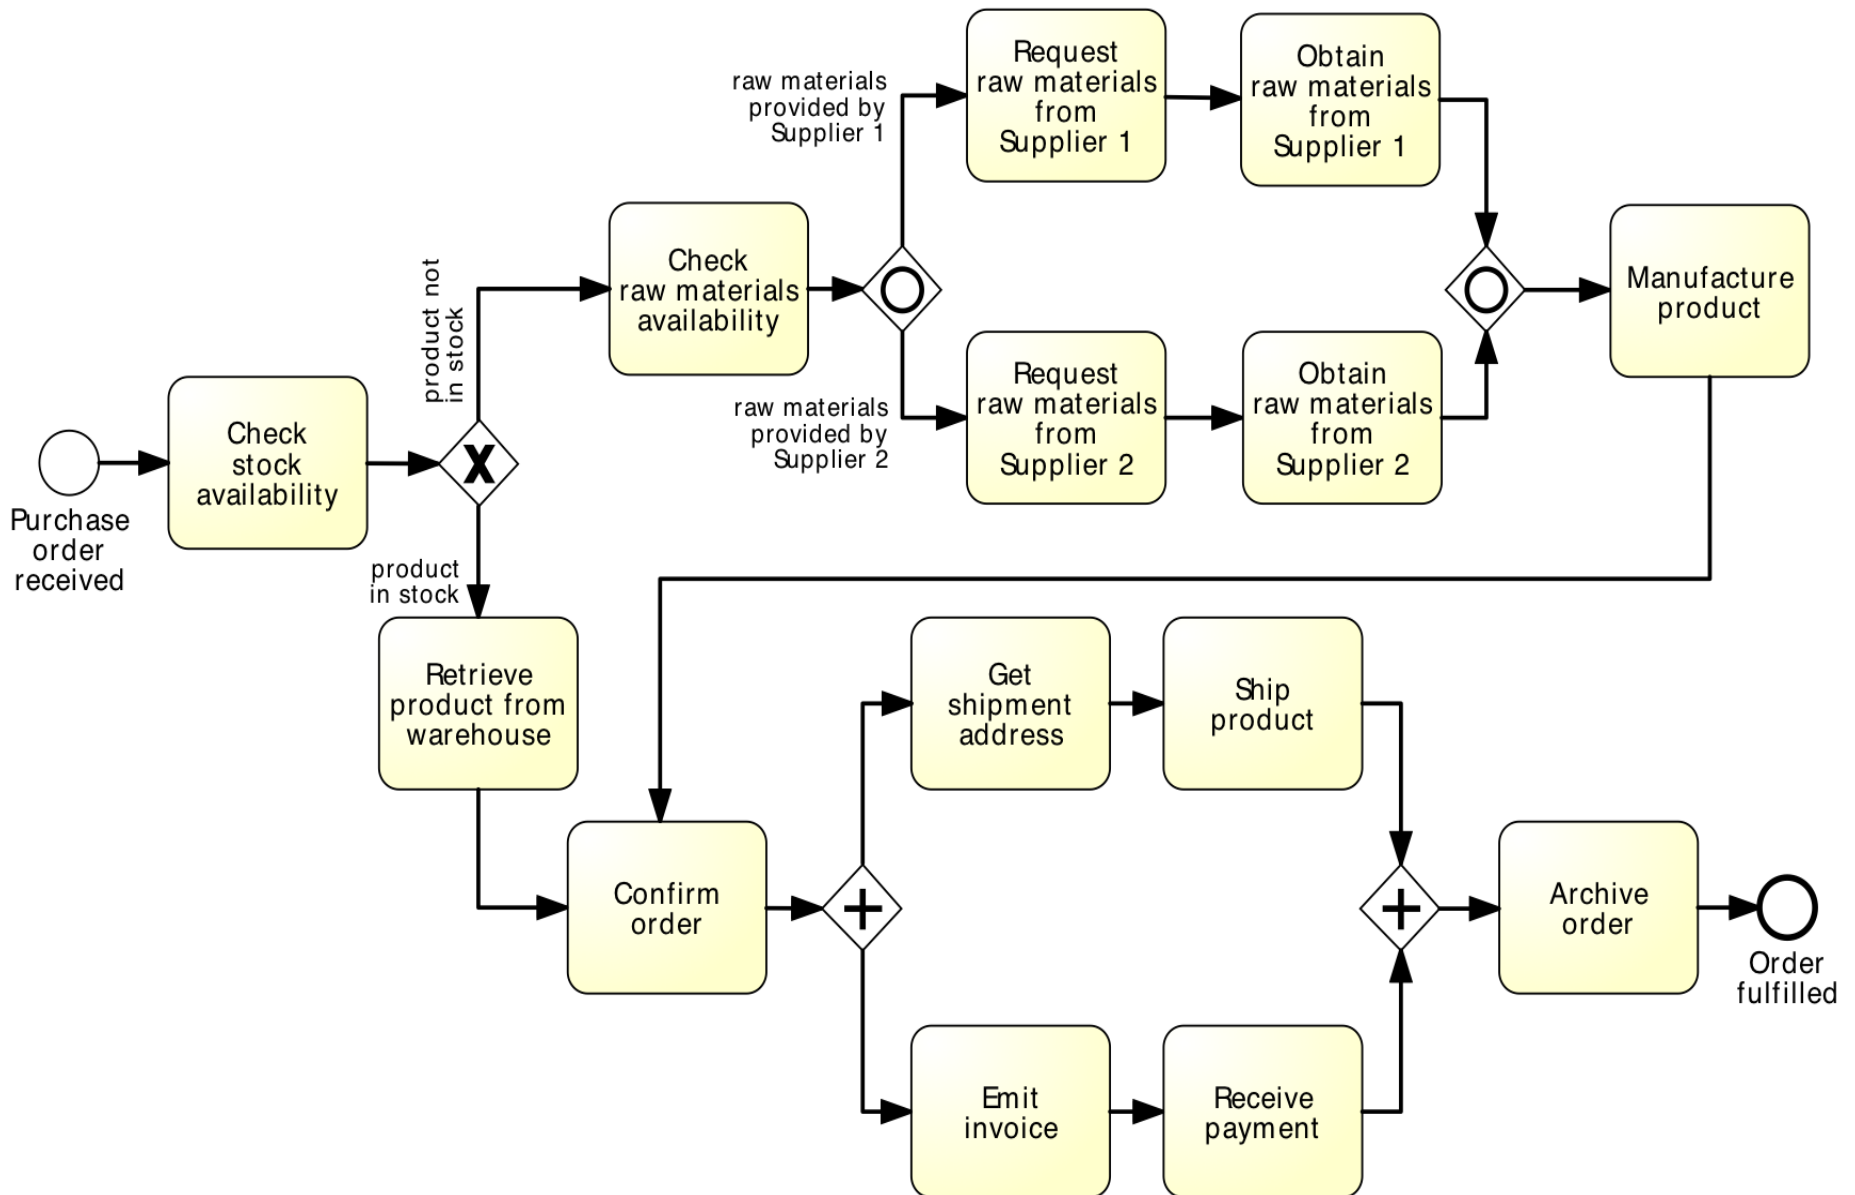 Request
raw materials
from
Supplier 1
Obtain
raw materials
from
Supplier 1
raw materials
provided by
Supplier 1
Check
raw materials
availability
Manufacture
product
product not
in stock
Request
raw materials
from
Supplier 2
Obtain
raw materials
from
Supplier 2
raw materials
provided by
Supplier 2
Check
stock
availability
X
Purchase
order
received
product
in stock
Retrieve
product from
warehouse
Get
shipment
address
Ship
product
Confirm
order
+
+
Archive
order
Order
fulfilled
Emit
invoice
Receive
payment